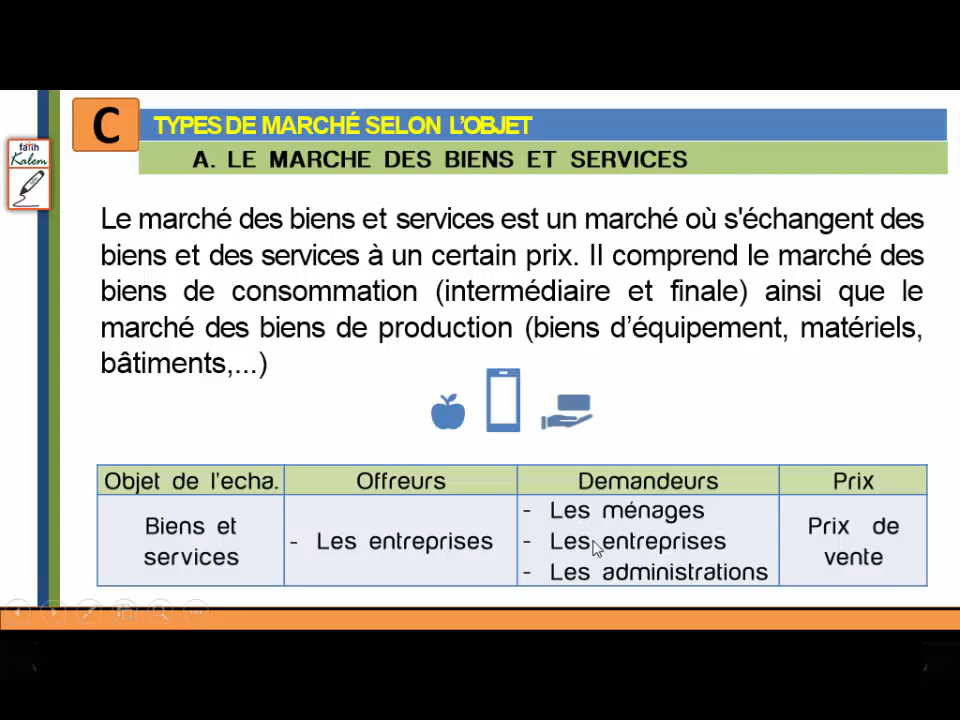 C
TYPES DE MARCHÉ SELON L'OBJET
A. LE MARCHE DES BIENS ET SERVICES
fatih
Kalem
Le marché des biens et services est un marché où s'échangent des
biens et des services à un certain prix. Il comprend le marché des
biens de consommation (intermédiaire et finale) ainsi que le
marché des biens de production (biens d'équipement, matériels,
bâtiments,...)
Objet de l'echa. Offreurs Demandeurs Prix
Biens et services - Les entreprises - Les ménages Prix de vente
- Les entreprises
- Les administrations